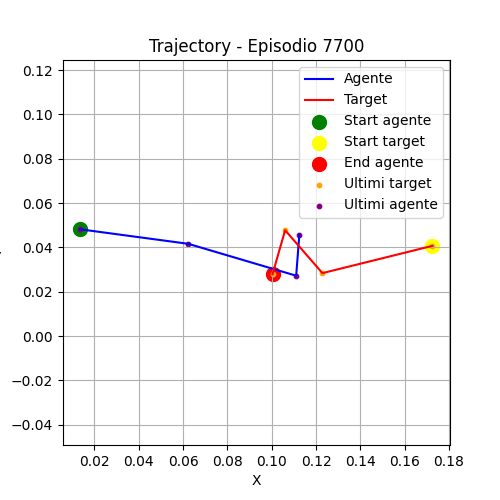 Trajectory - Episodio 7700
Agente
Target
Start agente
Start target
End agente
Ultimi target
Ultimi agente
0.12
0.10
0.08
0.06
0.04
0.02
0.00
−0.02
−0.04
0.02 0.04 0.06 0.08 0.10 0.12 0.14 0.16 0.18
X